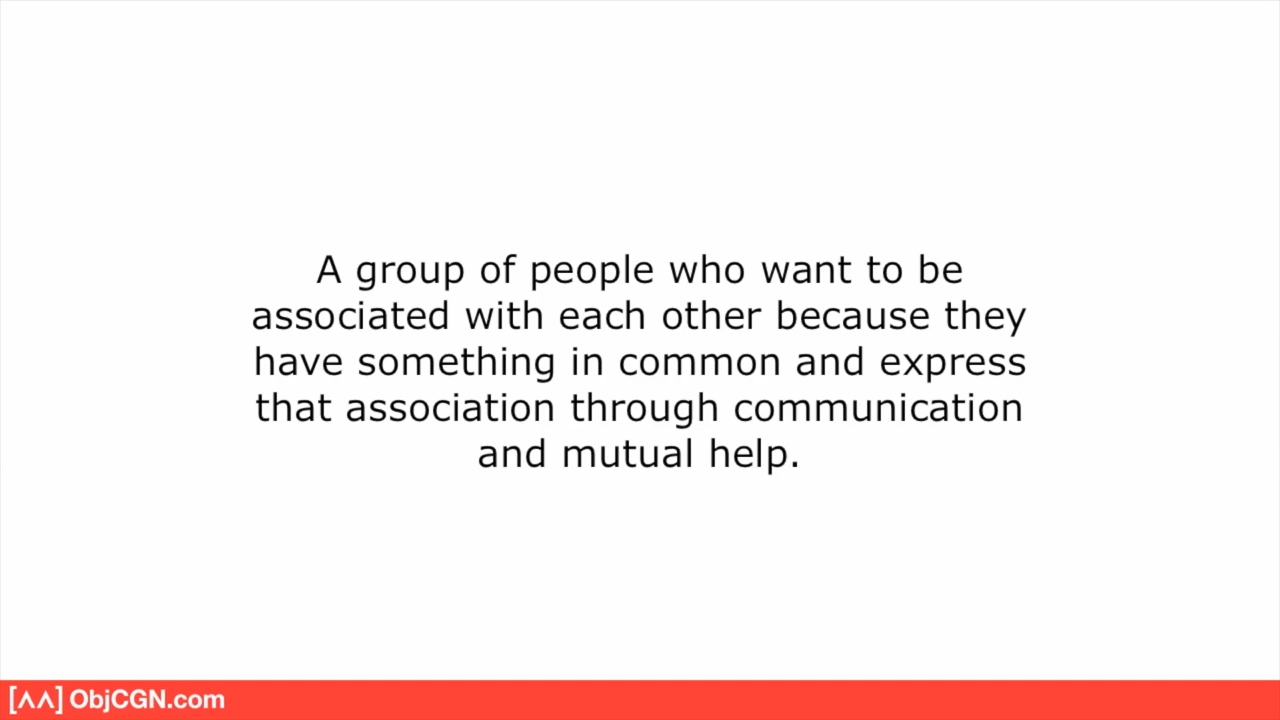 A group of people who want to be
associated with each other because they
have something in common and express
that association through communication
and mutual help.
[ʌʌ] ObjCGN.com